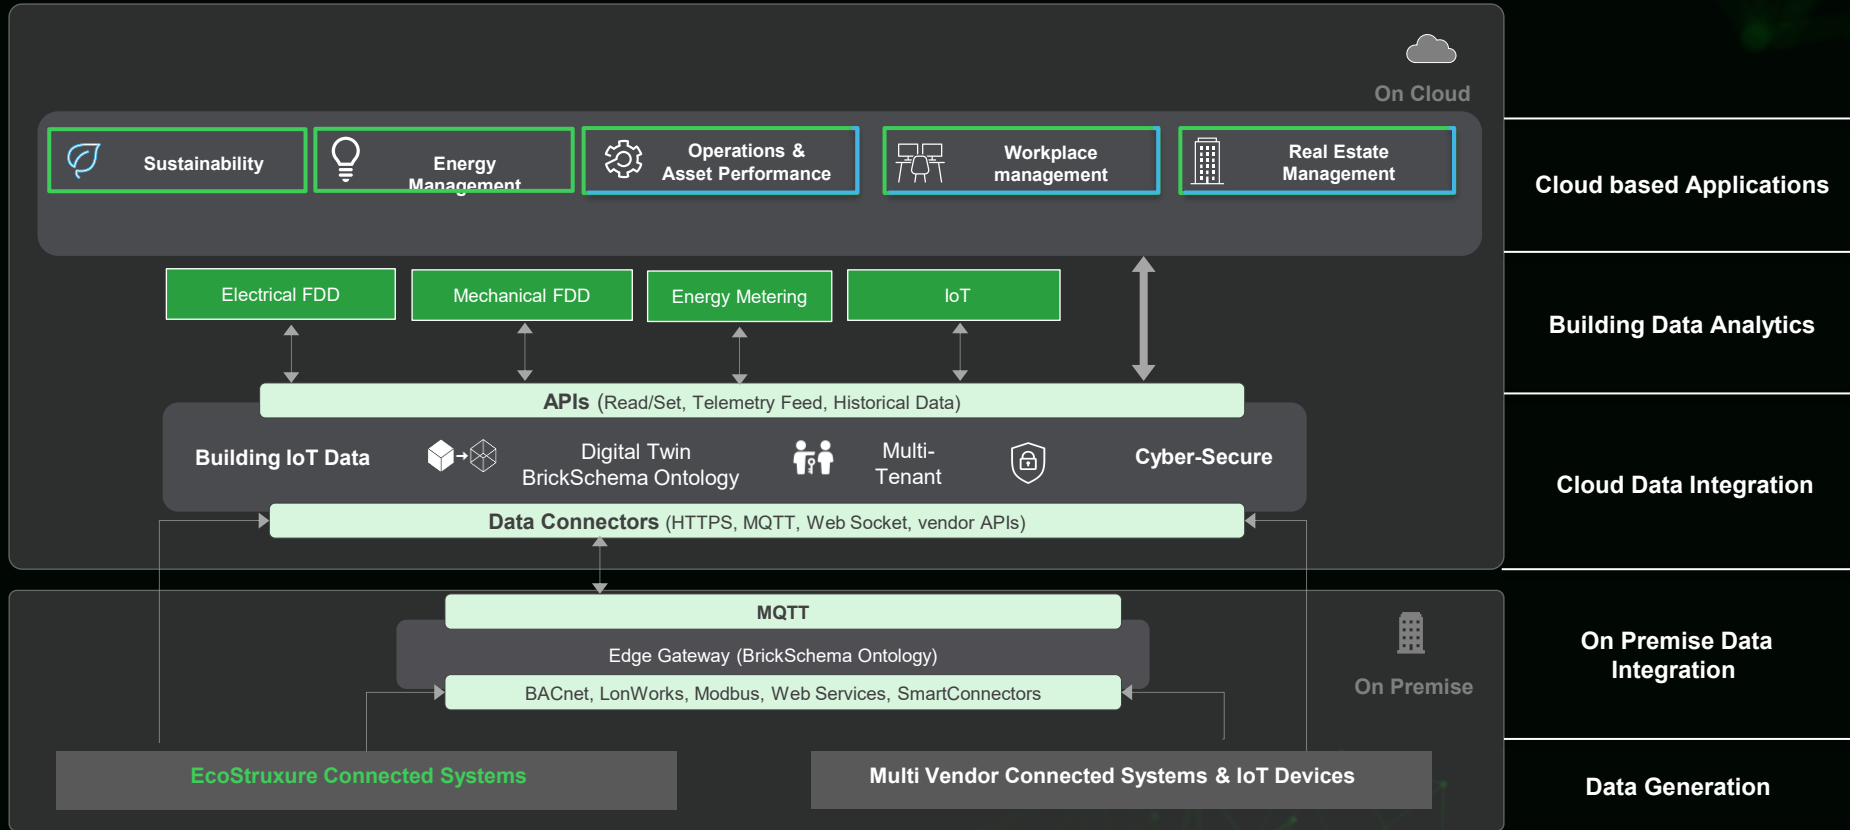 On Cloud
Sustainability
Energy
Management
Operations &
Asset Performance
Workplace
management
Real Estate
Management
Cloud based Applications
Electrical FDD
Mechanical FDD
Energy Metering
IoT
Building Data Analytics
APIs (Read/Set, Telemetry Feed, Historical Data)
Building IoT Data
Digital Twin
BrickSchema Ontology
Multi-
Tenant
Cyber-Secure
Cloud Data Integration
Data Connectors (HTTPS, MQTT, Web Socket, vendor APIs)
MQTT
Edge Gateway (BrickSchema Ontology)
BACnet, LonWorks, Modbus, Web Services, SmartConnectors
On Premise
On Premise Data
Integration
EcoStruxure Connected Systems
Multi Vendor Connected Systems & IoT Devices
Data Generation